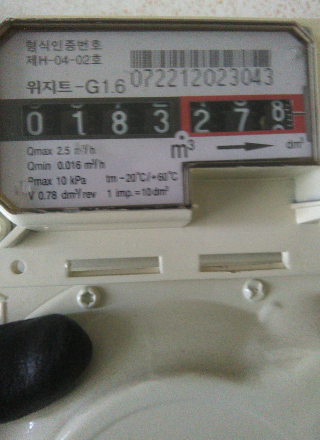 형식인증번호
제H-04-02호
위지트-G1.6 072212023043
0 1 8 3 2 7 8
Qmax 2.5 m³/h
m³ dm³
Qmin 0.016 m³/h
Pmax 10 kPa tm -20°C/+60°C
V 0.78 dm³/rev 1 imp.=10dm³